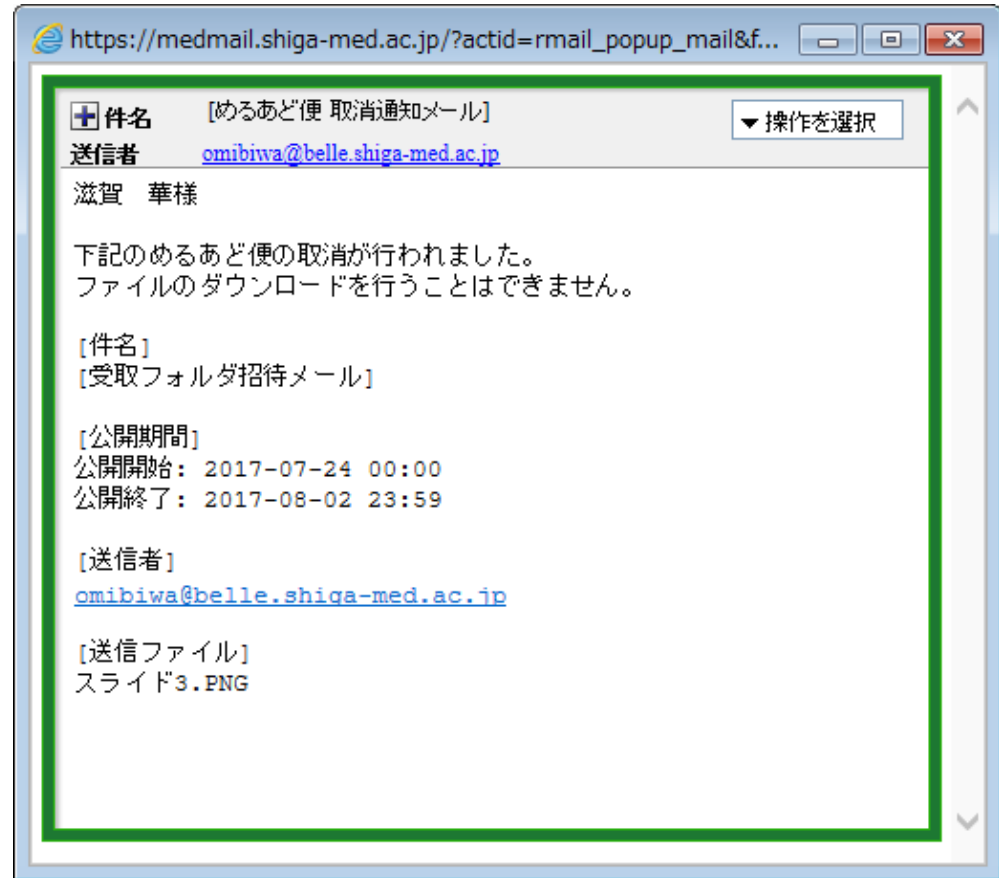 https://medmail.shiga-med.ac.jp/?actid=rmail_popup_mail&f...
件名 [めるあど便 取消通知メール]
▼操作を選択
送信者 omibiwa@belle.shiga-med.ac.jp
滋賀　華様
下記のめるあど便の取消が行われました。
ファイルのダウンロードを行うことはできません。
[件名]
[受取フォルダ招待メール]
[公開期間]
公開開始: 2017-07-24 00:00
公開終了: 2017-08-02 23:59
[送信者]
omibiwa@belle.shiga-med.ac.jp
[送信ファイル]
スライド3.PNG